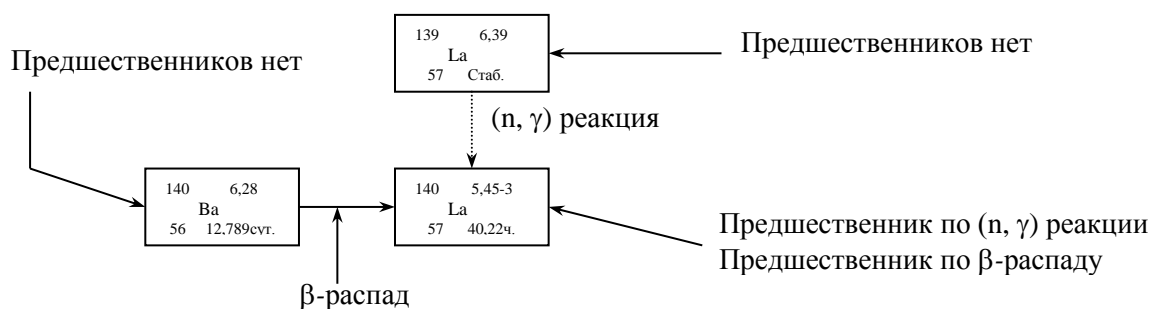 139 6,39
La
57 Стаб.
Предшественников нет
Предшественников нет
(n, γ) реакция
140 6,28
Ba
56 12,789сут.
140 5,45-3
La
57 40,22ч.
Предшественник по (n, γ) реакции
Предшественник по β-распаду
β-распад